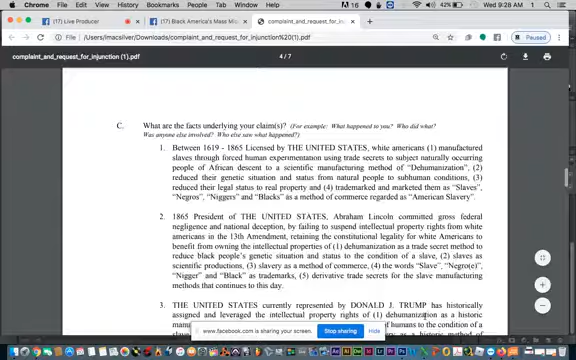 Chrome File Edit View History Bookmarks People Tab Window Help 16 42% Wed 9:28 AM
(17) Live Producer
(17) Black America's Mass M
complaint_and_request_for_inj
File | /Users/imacsilver/Downloads/complaint_and_request_for_injunction%20(1).pdf
Paused
complaint_and_request_for_injunction (1).pdf
4 / 7
C. What are the facts underlying your claim(s)? (For example: What happened to you? Who did what?
Was anyone else involved? Who else saw what happened?)
1. Between 1619 - 1865 Licensed by THE UNITED STATES, white americans (1) manufactured
slaves through forced human experimentation using trade secrets to subject naturally occurring
people of African descent to a scientific manufacturing method of "Dehumanization", (2)
reduced their genetic situation and status from natural people to subhuman conditions, (3)
reduced their legal status to real property and (4) trademarked and marketed them as "Slaves",
"Negros", "Niggers" and "Blacks" as a method of commerce regarded as "American Slavery".
2. 1865 President of THE UNITED STATES, Abraham Lincoln committed gross federal
negligence and national deception, by failing to suspend intellectual property rights from white
americans in the 13th Amendment, retaining the constitutional legality for white Americans to
benefit from owning the intellectual properties of (1) dehumanization as a trade secret method to
reduce black people's genetic situation and status to the condition of a slave, (2) slaves as
scientific productions, (3) slavery as a method of commerce, (4) the words "Slave", "Negro(e)",
"Nigger" and "Black" as trademarks, (5) derivative trade secrets for the slave manufacturing
methods that continues to this day.
3. THE UNITED STATES currently represented by DONALD J. TRUMP has historically
assigned and leveraged the intellectual property rights of (1) dehumanization as a historic
of humans to the condition of a
www.facebook.com is sharing your screen.
Stop sharing
Hide